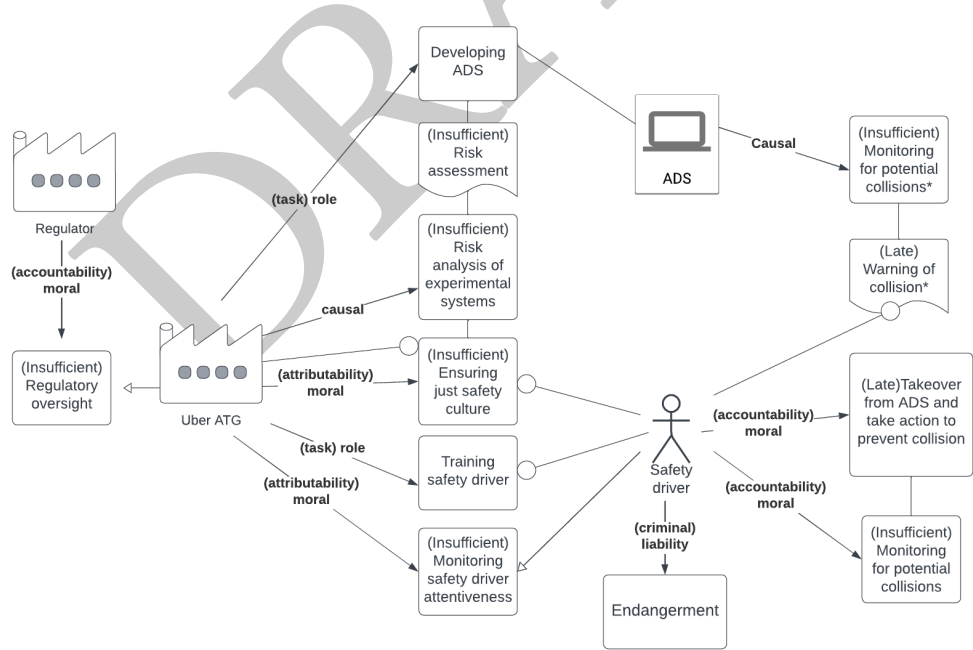 DRA
Developing
ADS
(Insufficient)
Risk
assessment
(Insufficient)
Risk
analysis of
experimental
systems
(Insufficient)
Ensuring
just safety
culture
Training
safety driver
(Insufficient)
Monitoring
safety driver
attentiveness
Regulator
(accountability)
moral
(Insufficient)
Regulatory
oversight
Uber ATG
(task) role
causal
(attributability)
moral
(task) role
(attributability)
moral
ADS
Causal
(Insufficient)
Monitoring
for potential
collisions*
(Late)
Warning of
collision*
(Late)Takeover
from ADS and
take action to
prevent collision
(Insufficient)
Monitoring
for potential
collisions
Safety
driver
(accountability)
moral
(accountability)
moral
(criminal)
liability
Endangerment